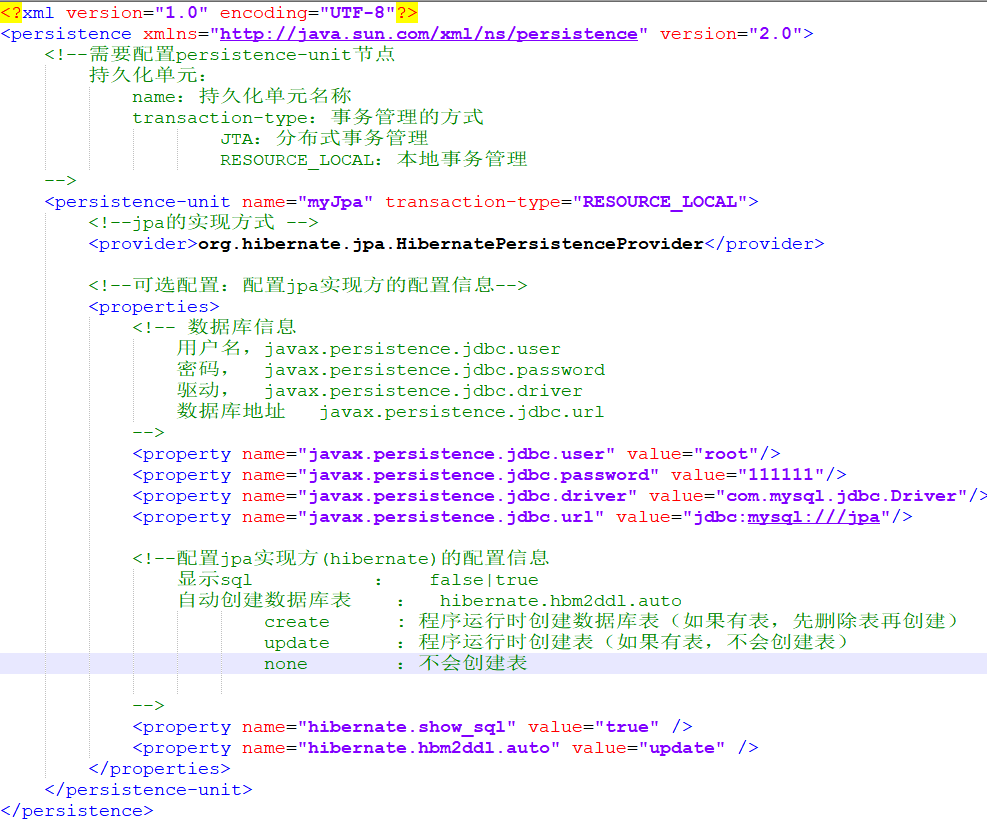 <?xml version="1.0" encoding="UTF-8"?>
<persistence xmlns="http://java.sun.com/xml/ns/persistence" version="2.0">
    <!--需要配置persistence-unit节点
        持久化单元:
            name: 持久化单元名称
            transaction-type: 事务管理的方式
                    JTA: 分布式事务管理
                    RESOURCE_LOCAL: 本地事务管理
    -->
    <persistence-unit name="myJpa" transaction-type="RESOURCE_LOCAL">
        <!--jpa的实现方式 -->
        <provider>org.hibernate.jpa.HibernatePersistenceProvider</provider>

        <!--可选配置: 配置jpa实现方的配置信息-->
        <properties>
            <!-- 数据库信息
                用户名, javax.persistence.jdbc.user
                密码,   javax.persistence.jdbc.password
                驱动,   javax.persistence.jdbc.driver
                数据库地址   javax.persistence.jdbc.url
            -->
            <property name="javax.persistence.jdbc.user" value="root"/>
            <property name="javax.persistence.jdbc.password" value="111111"/>
            <property name="javax.persistence.jdbc.driver" value="com.mysql.jdbc.Driver"/>
            <property name="javax.persistence.jdbc.url" value="jdbc:mysql:///jpa"/>

            <!--配置jpa实现方(hibernate)的配置信息
                显示sql           :    false|true
                自动创建数据库表    :   hibernate.hbm2ddl.auto
                        create      : 程序运行时创建数据库表（如果有表，先删除表再创建）
                        update      : 程序运行时创建表（如果有表，不会创建表）
                        none        : 不会创建表

            -->
            <property name="hibernate.show_sql" value="true" />
            <property name="hibernate.hbm2ddl.auto" value="update" />
        </properties>
    </persistence-unit>
</persistence>